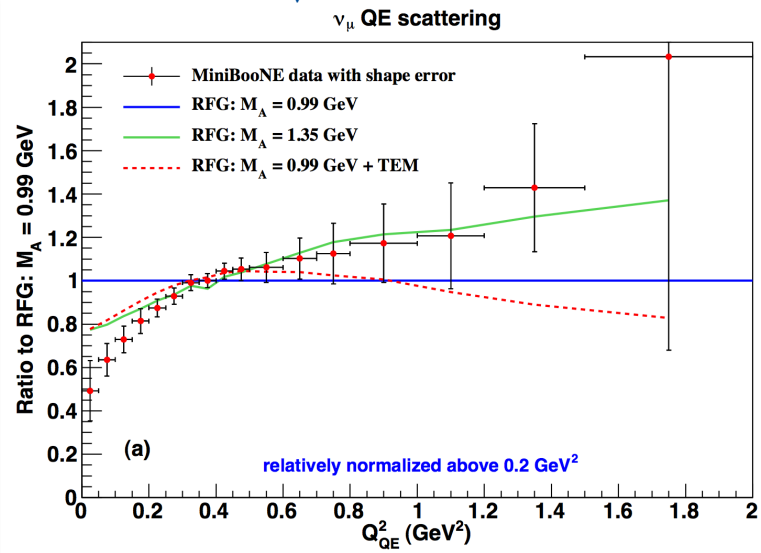 ν_μ QE scattering
MiniBooNE data with shape error
RFG: M_A = 0.99 GeV
RFG: M_A = 1.35 GeV
RFG: M_A = 0.99 GeV + TEM
Ratio to RFG: M_A = 0.99 GeV
2
1.8
1.6
1.4
1.2
1
0.8
0.6
0.4
0.2
0
(a)
relatively normalized above 0.2 GeV²
0 0.2 0.4 0.6 0.8 1 1.2 1.4 1.6 1.8 2
Q²_QE (GeV²)